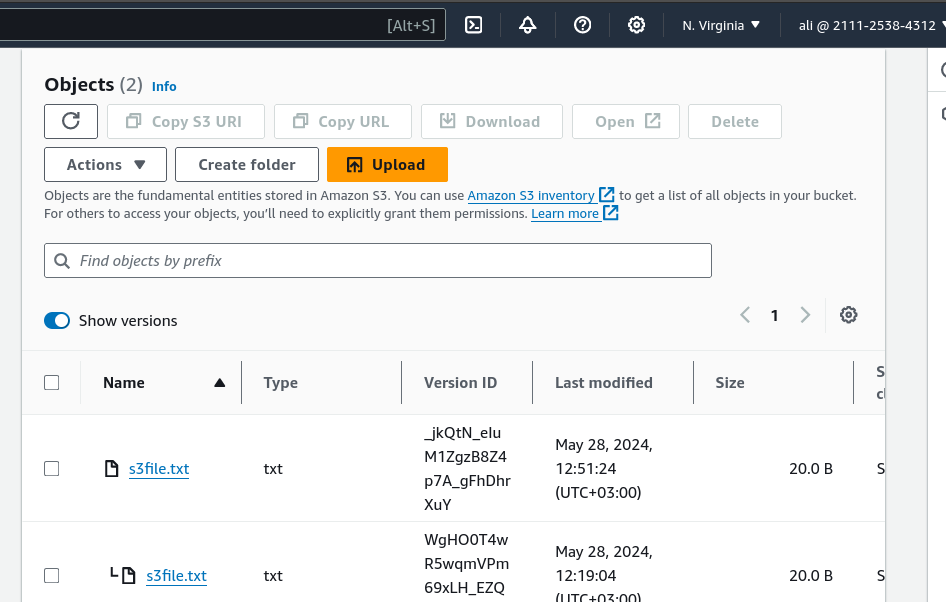 [Alt+S]
N. Virginia
ali @ 2111-2538-4312
Objects (2) Info
Copy S3 URI
Copy URL
Download
Open
Delete
Actions
Create folder
Upload
Objects are the fundamental entities stored in Amazon S3. You can use Amazon S3 inventory to get a list of all objects in your bucket.
For others to access your objects, you'll need to explicitly grant them permissions. Learn more
Find objects by prefix
Show versions
1
Name
Type
Version ID
Last modified
Size
s3file.txt
txt
_jkQtN_eIu
M1ZgzB8Z4
p7A_gFhDhr
XuY
May 28, 2024,
12:51:24
(UTC+03:00)
20.0 B
s3file.txt
txt
WgHO0T4w
R5wqmVPm
69xLH_EZQ
May 28, 2024,
12:19:04
(UTC+03:00)
20.0 B